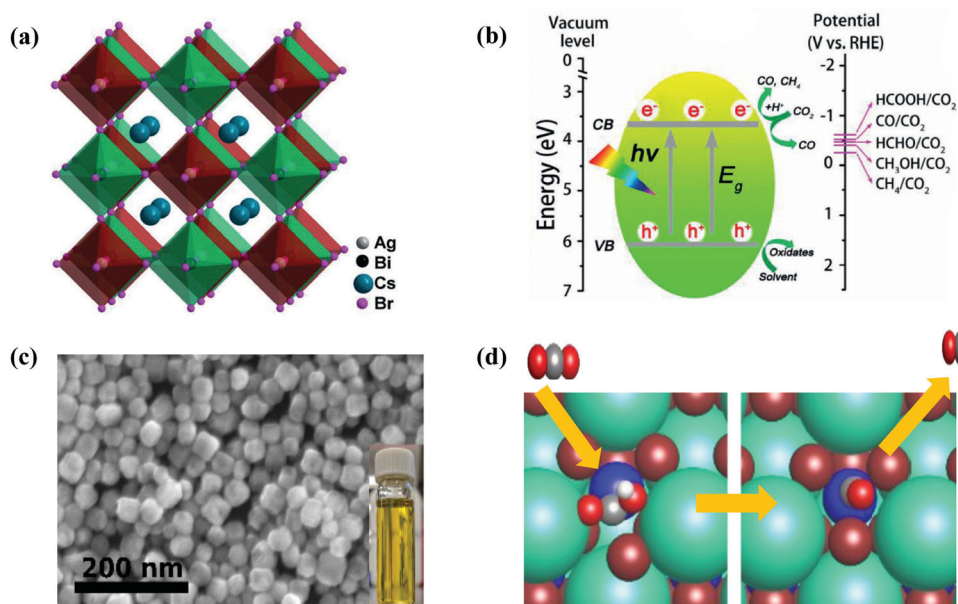 (a)
Ag
Bi
Cs
Br
(b)
Vacuum
level
Potential
(V vs. RHE)
Energy (eV)
0
3
4
5
6
7
CB
VB
e⁻ e⁻ e⁻
hν
E_g
h⁺ h⁺ h⁺
CO, CH₄
+H⁺
CO₂
CO
Oxidates
Solvent
-2
-1
0
1
2
HCOOH/CO₂
CO/CO₂
HCHO/CO₂
CH₃OH/CO₂
CH₄/CO₂
(c)
200 nm
(d)